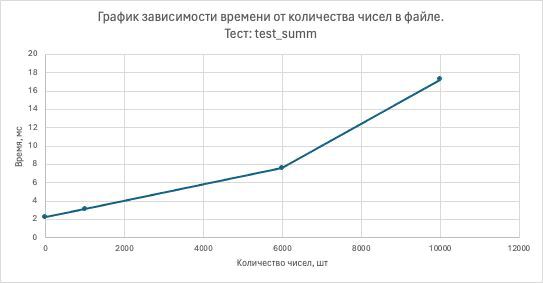 График зависимости времени от количества чисел в файле.
Тест: test_summ
20
18
16
14
12
10
8
6
4
2
0
Время, мс
0 2000 4000 6000 8000 10000 12000
Количество чисел, шт